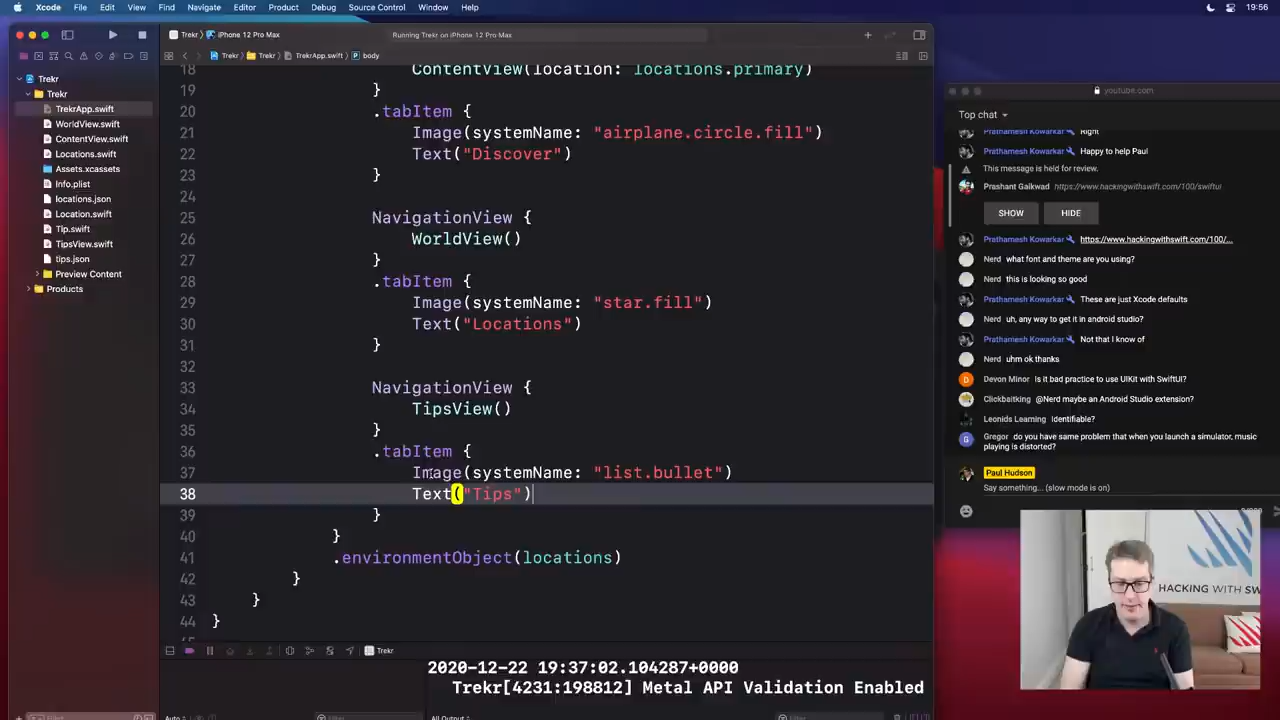 Xcode File Edit View Find Navigate Editor Product Debug Source Control Window Help 19:56
Trekr iPhone 12 Pro Max Running Trekr on iPhone 12 Pro Max
Trekr Trekr TrekrApp.swift body
Trekr
Trekr
TrekrApp.swift
WorldView.swift
ContentView.swift
Locations.swift
Assets.xcassets
Info.plist
locations.json
Location.swift
Tip.swift
TipsView.swift
tips.json
Preview Content
Products
18 ContentView(location: locations.primary)
19 }
20 .tabItem {
21 Image(systemName: "airplane.circle.fill")
22 Text("Discover")
23 }
24
25 NavigationView {
26 WorldView()
27 }
28 .tabItem {
29 Image(systemName: "star.fill")
30 Text("Locations")
31 }
32
33 NavigationView {
34 TipsView()
35 }
36 .tabItem {
37 Image(systemName: "list.bullet")
38 Text("Tips")
39 }
40 }
41 .environmentObject(locations)
42 }
43 }
44 }
Trekr
2020-12-22 19:37:02.104287+0000
Trekr[4231:198812] Metal API Validation Enabled
Auto
Filter
All Output
Filter
youtube.com
Top chat
Prathamesh Kowarkar Right
Prathamesh Kowarkar Happy to help Paul
This message is held for review.
Prashant Gaikwad https://www.hackingwithswift.com/100/swiftui
SHOW HIDE
Prathamesh Kowarkar https://www.hackingwithswift.com/100/...
Nerd what font and theme are you using?
Nerd this is looking so good
Prathamesh Kowarkar These are just Xcode defaults
Nerd uh, any way to get it in android studio?
Prathamesh Kowarkar Not that I know of
Nerd uhm ok thanks
Devon Minor Is it bad practice to use UIKit with SwiftUI?
Clickbaitking @Nerd maybe an Android Studio extension?
Leonids Learning Identifiable?
Gregor do you have same problem that when you launch a simulator, music
playing is distorted?
Paul Hudson
Say something... (slow mode is on)
HACKING WITH SW